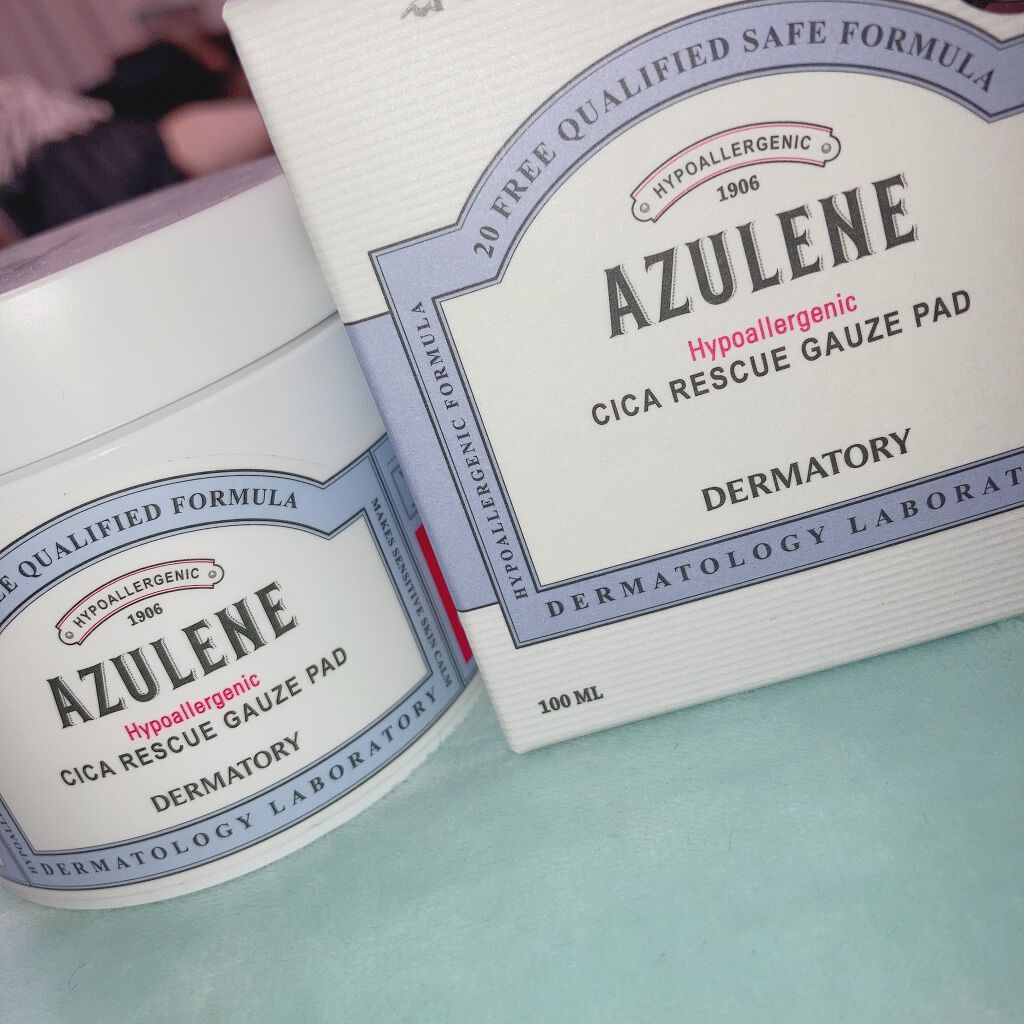 20 FREE QUALIFIED SAFE FORMULA
HYPOALLERGENIC
1906
AZULENE
Hypoallergenic
CICA RESCUE GAUZE PAD
DERMATORY
HYPOALLERGENIC FORMULA
DERMATOLOGY
100 ML
QUALIFIED FORMULA
HYPOALLERGENIC
1906
AZULENE
Hypoallergenic
CICA RESCUE GAUZE PAD
DERMATORY
MAKES SENSITIVE SKIN CALM
DERMATOLOGY LABORATORY